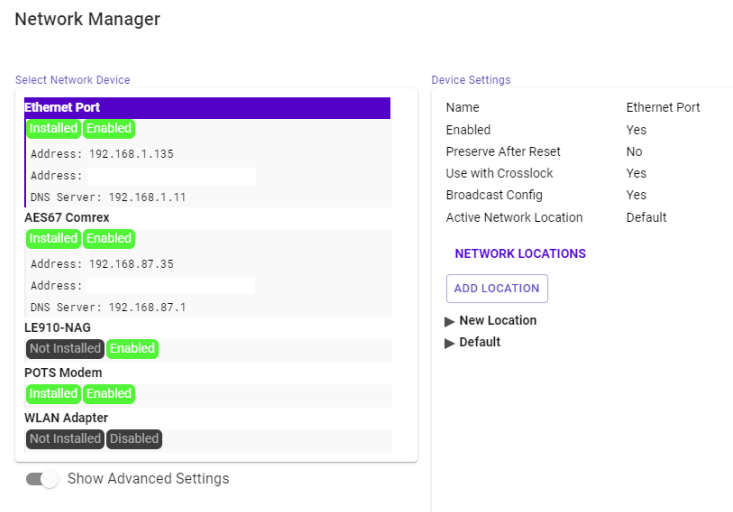 Network Manager
Select Network Device
Ethernet Port
Installed Enabled
Address: 192.168.1.135
Address:
DNS Server: 192.168.1.11
AES67 Comrex
Installed Enabled
Address: 192.168.87.35
Address:
DNS Server: 192.168.87.1
LE910-NAG
Not Installed Enabled
POTS Modem
Installed Enabled
WLAN Adapter
Not Installed Disabled
Show Advanced Settings
Device Settings
Name Ethernet Port
Enabled Yes
Preserve After Reset No
Use with Crosslock Yes
Broadcast Config Yes
Active Network Location Default
NETWORK LOCATIONS
ADD LOCATION
New Location
Default